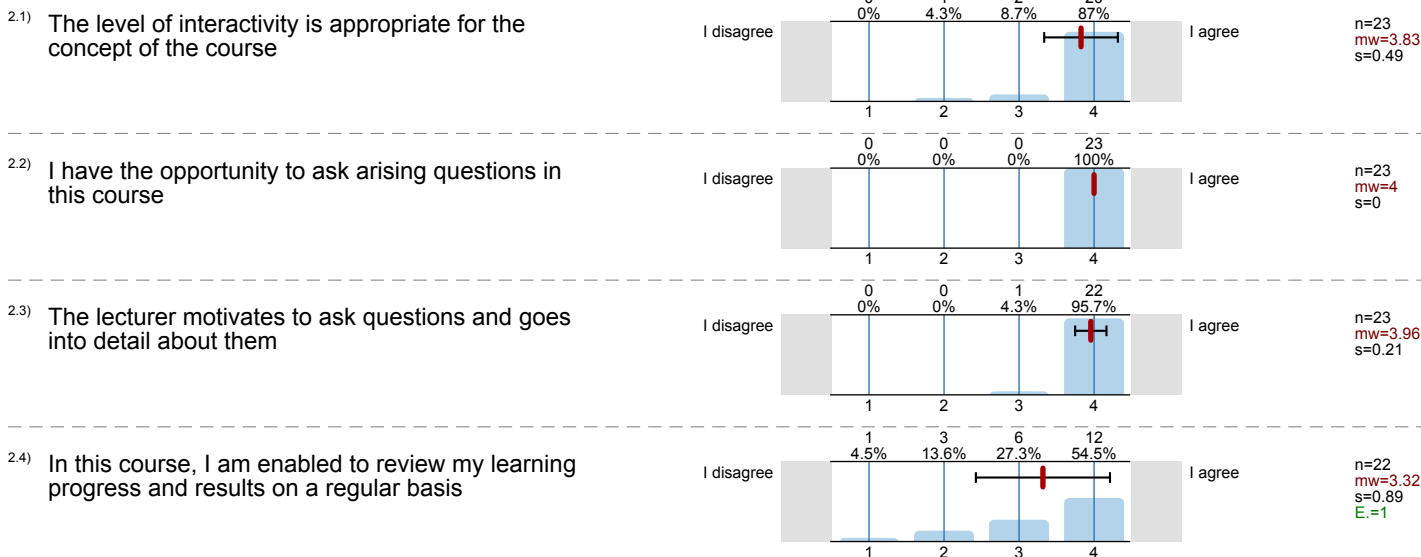 0% 4.3% 8.7% 87%
2.1) The level of interactivity is appropriate for the
concept of the course
I disagree
I agree
n=23
mw=3.83
s=0.49
1 2 3 4
0 0 0 23
0% 0% 0% 100%
2.2) I have the opportunity to ask arising questions in
this course
I disagree
I agree
n=23
mw=4
s=0
1 2 3 4
0 0 1 22
0% 0% 4.3% 95.7%
2.3) The lecturer motivates to ask questions and goes
into detail about them
I disagree
I agree
n=23
mw=3.96
s=0.21
1 2 3 4
1 3 6 12
4.5% 13.6% 27.3% 54.5%
2.4) In this course, I am enabled to review my learning
progress and results on a regular basis
I disagree
I agree
n=22
mw=3.32
s=0.89
E.=1
1 2 3 4